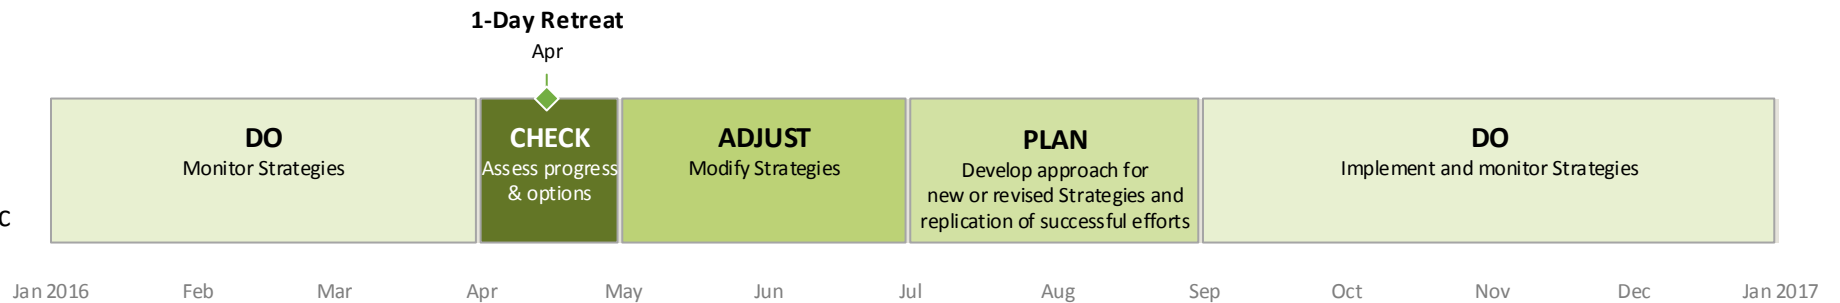 1-Day Retreat
Apr
DO
Monitor Strategies
CHECK
Assess progress
& options
ADJUST
Modify Strategies
PLAN
Develop approach for
new or revised Strategies and
replication of successful efforts
DO
Implement and monitor Strategies
c
Jan 2016 Feb Mar Apr May Jun Jul Aug Sep Oct Nov Dec Jan 2017